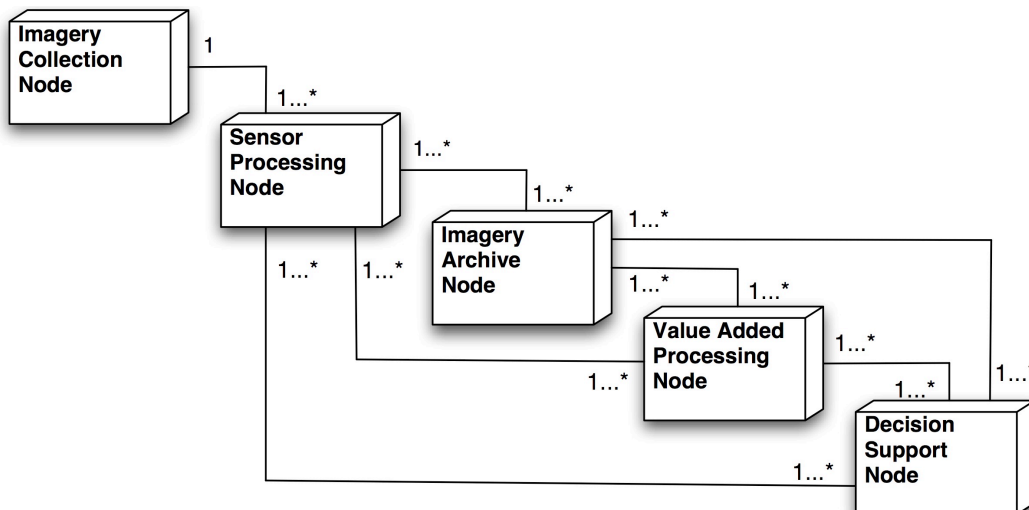 Imagery
Collection
Node
1
1...*
Sensor
Processing
Node
1...*
1...*
Imagery
Archive
Node
1...*
1...*
1...*
1...*
1...*
Value Added
Processing
Node
1...*
1...*
1...*
1...*
Decision
Support
Node
1...*